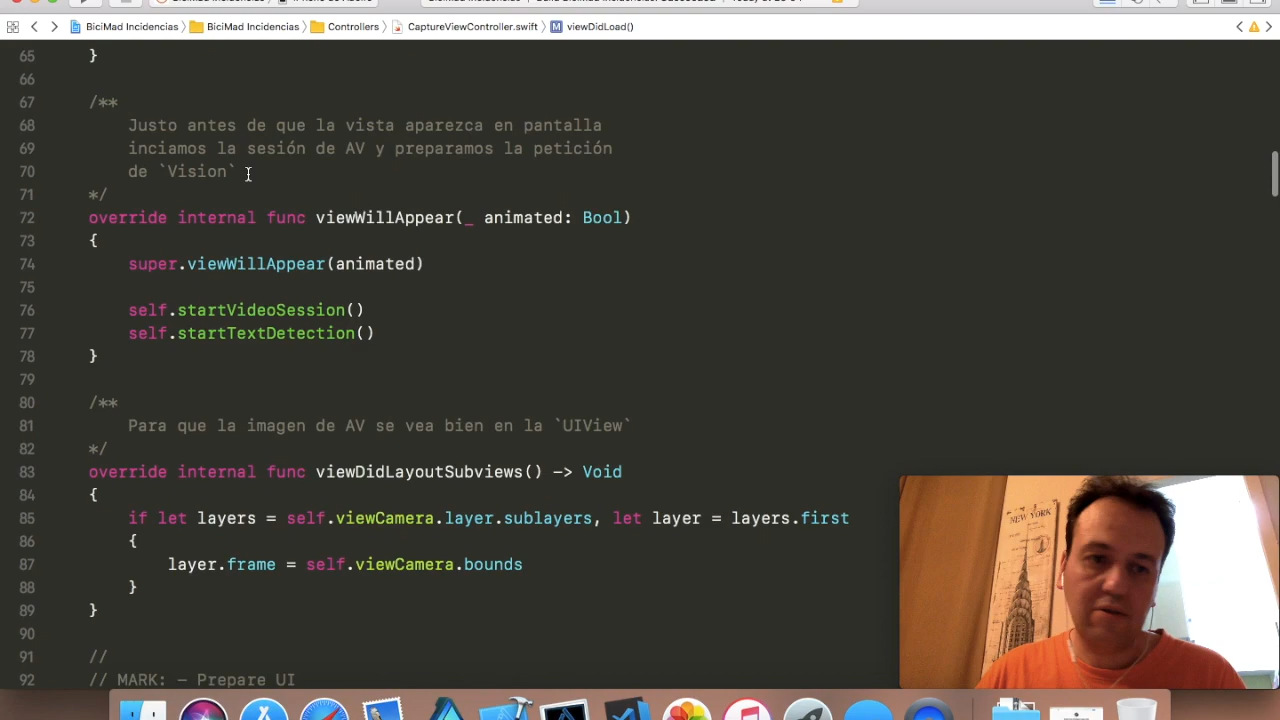 BiciMad Incidencias
BiciMad Incidencias
Controllers
CaptureViewController.swift
viewDidLoad()
65 }
66
67 /**
68 Justo antes de que la vista aparezca en pantalla
69 inciamos la sesión de AV y preparamos la petición
70 de `Vision`
71 */
72 override internal func viewWillAppear(_ animated: Bool)
73 {
74 super.viewWillAppear(animated)
75
76 self.startVideoSession()
77 self.startTextDetection()
78 }
79
80 /**
81 Para que la imagen de AV se vea bien en la `UIView`
82 */
83 override internal func viewDidLayoutSubviews() -> Void
84 {
85 if let layers = self.viewCamera.layer.sublayers, let layer = layers.first
86 {
87 layer.frame = self.viewCamera.bounds
88 }
89 }
90
91 //
92 // MARK: - Prepare UI
NEW YORK